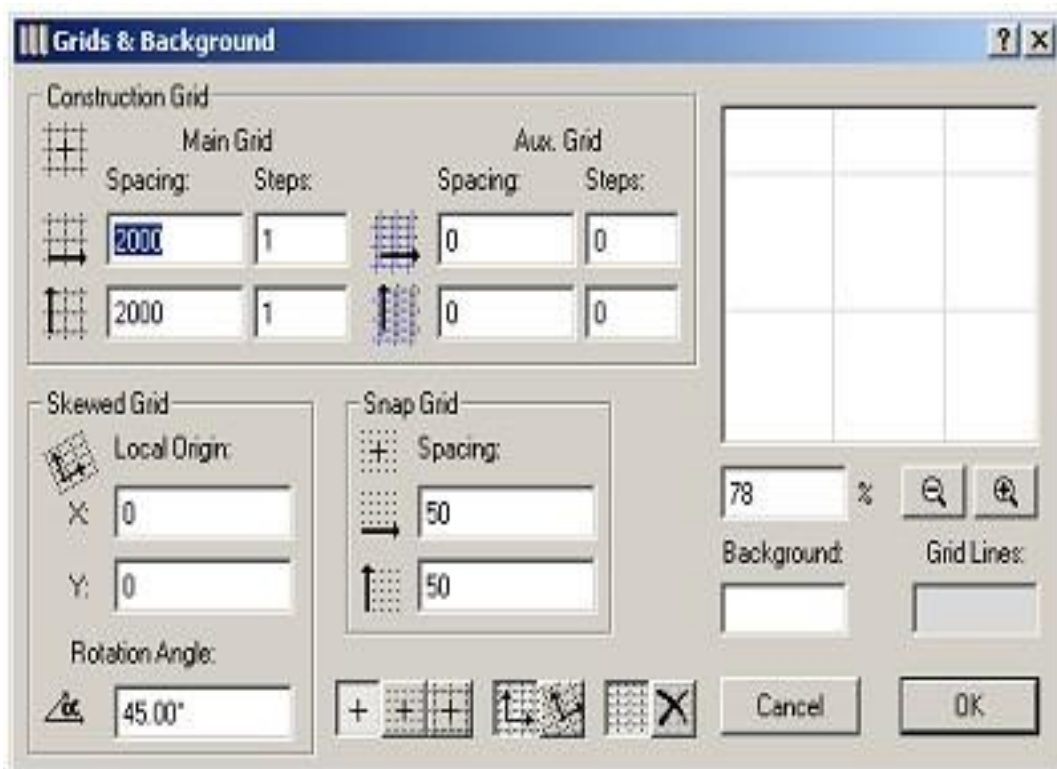 Grids & Background
Construction Grid
Main Grid Aux. Grid
Spacing: Steps: Spacing: Steps:
2000 1 0 0
2000 1 0 0
Skewed Grid
Local Origin:
X: 0
Y: 0
Rotation Angle:
α 45.00°
Snap Grid
Spacing:
50
50
78 %
Background: Grid Lines:
Cancel OK